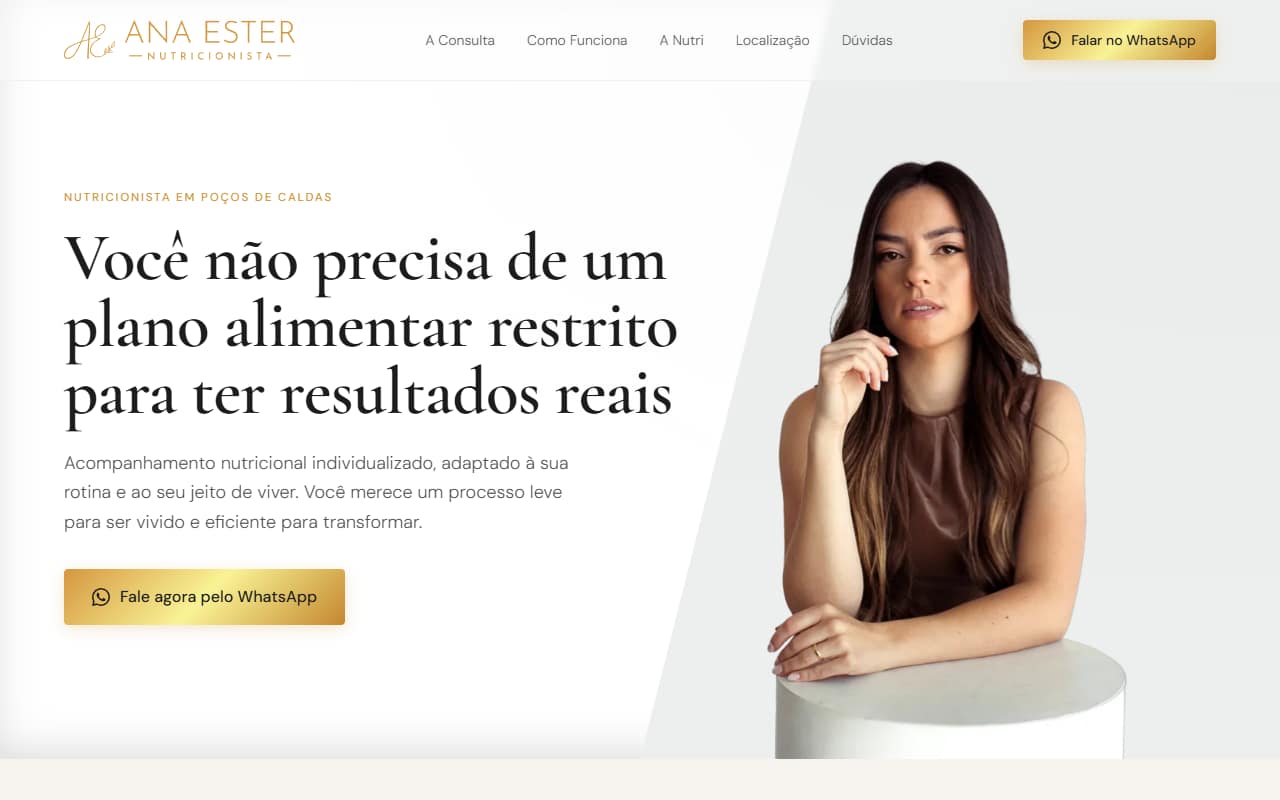 ANA ESTER
NUTRICIONISTA
A Consulta
Como Funciona
A Nutri
Localização
Dúvidas
Falar no WhatsApp
NUTRICIONISTA EM POÇOS DE CALDAS
Você não precisa de um
plano alimentar restrito
para ter resultados reais
Acompanhamento nutricional individualizado, adaptado à sua
rotina e ao seu jeito de viver. Você merece um processo leve
para ser vivido e eficiente para transformar.
Fale agora pelo WhatsApp